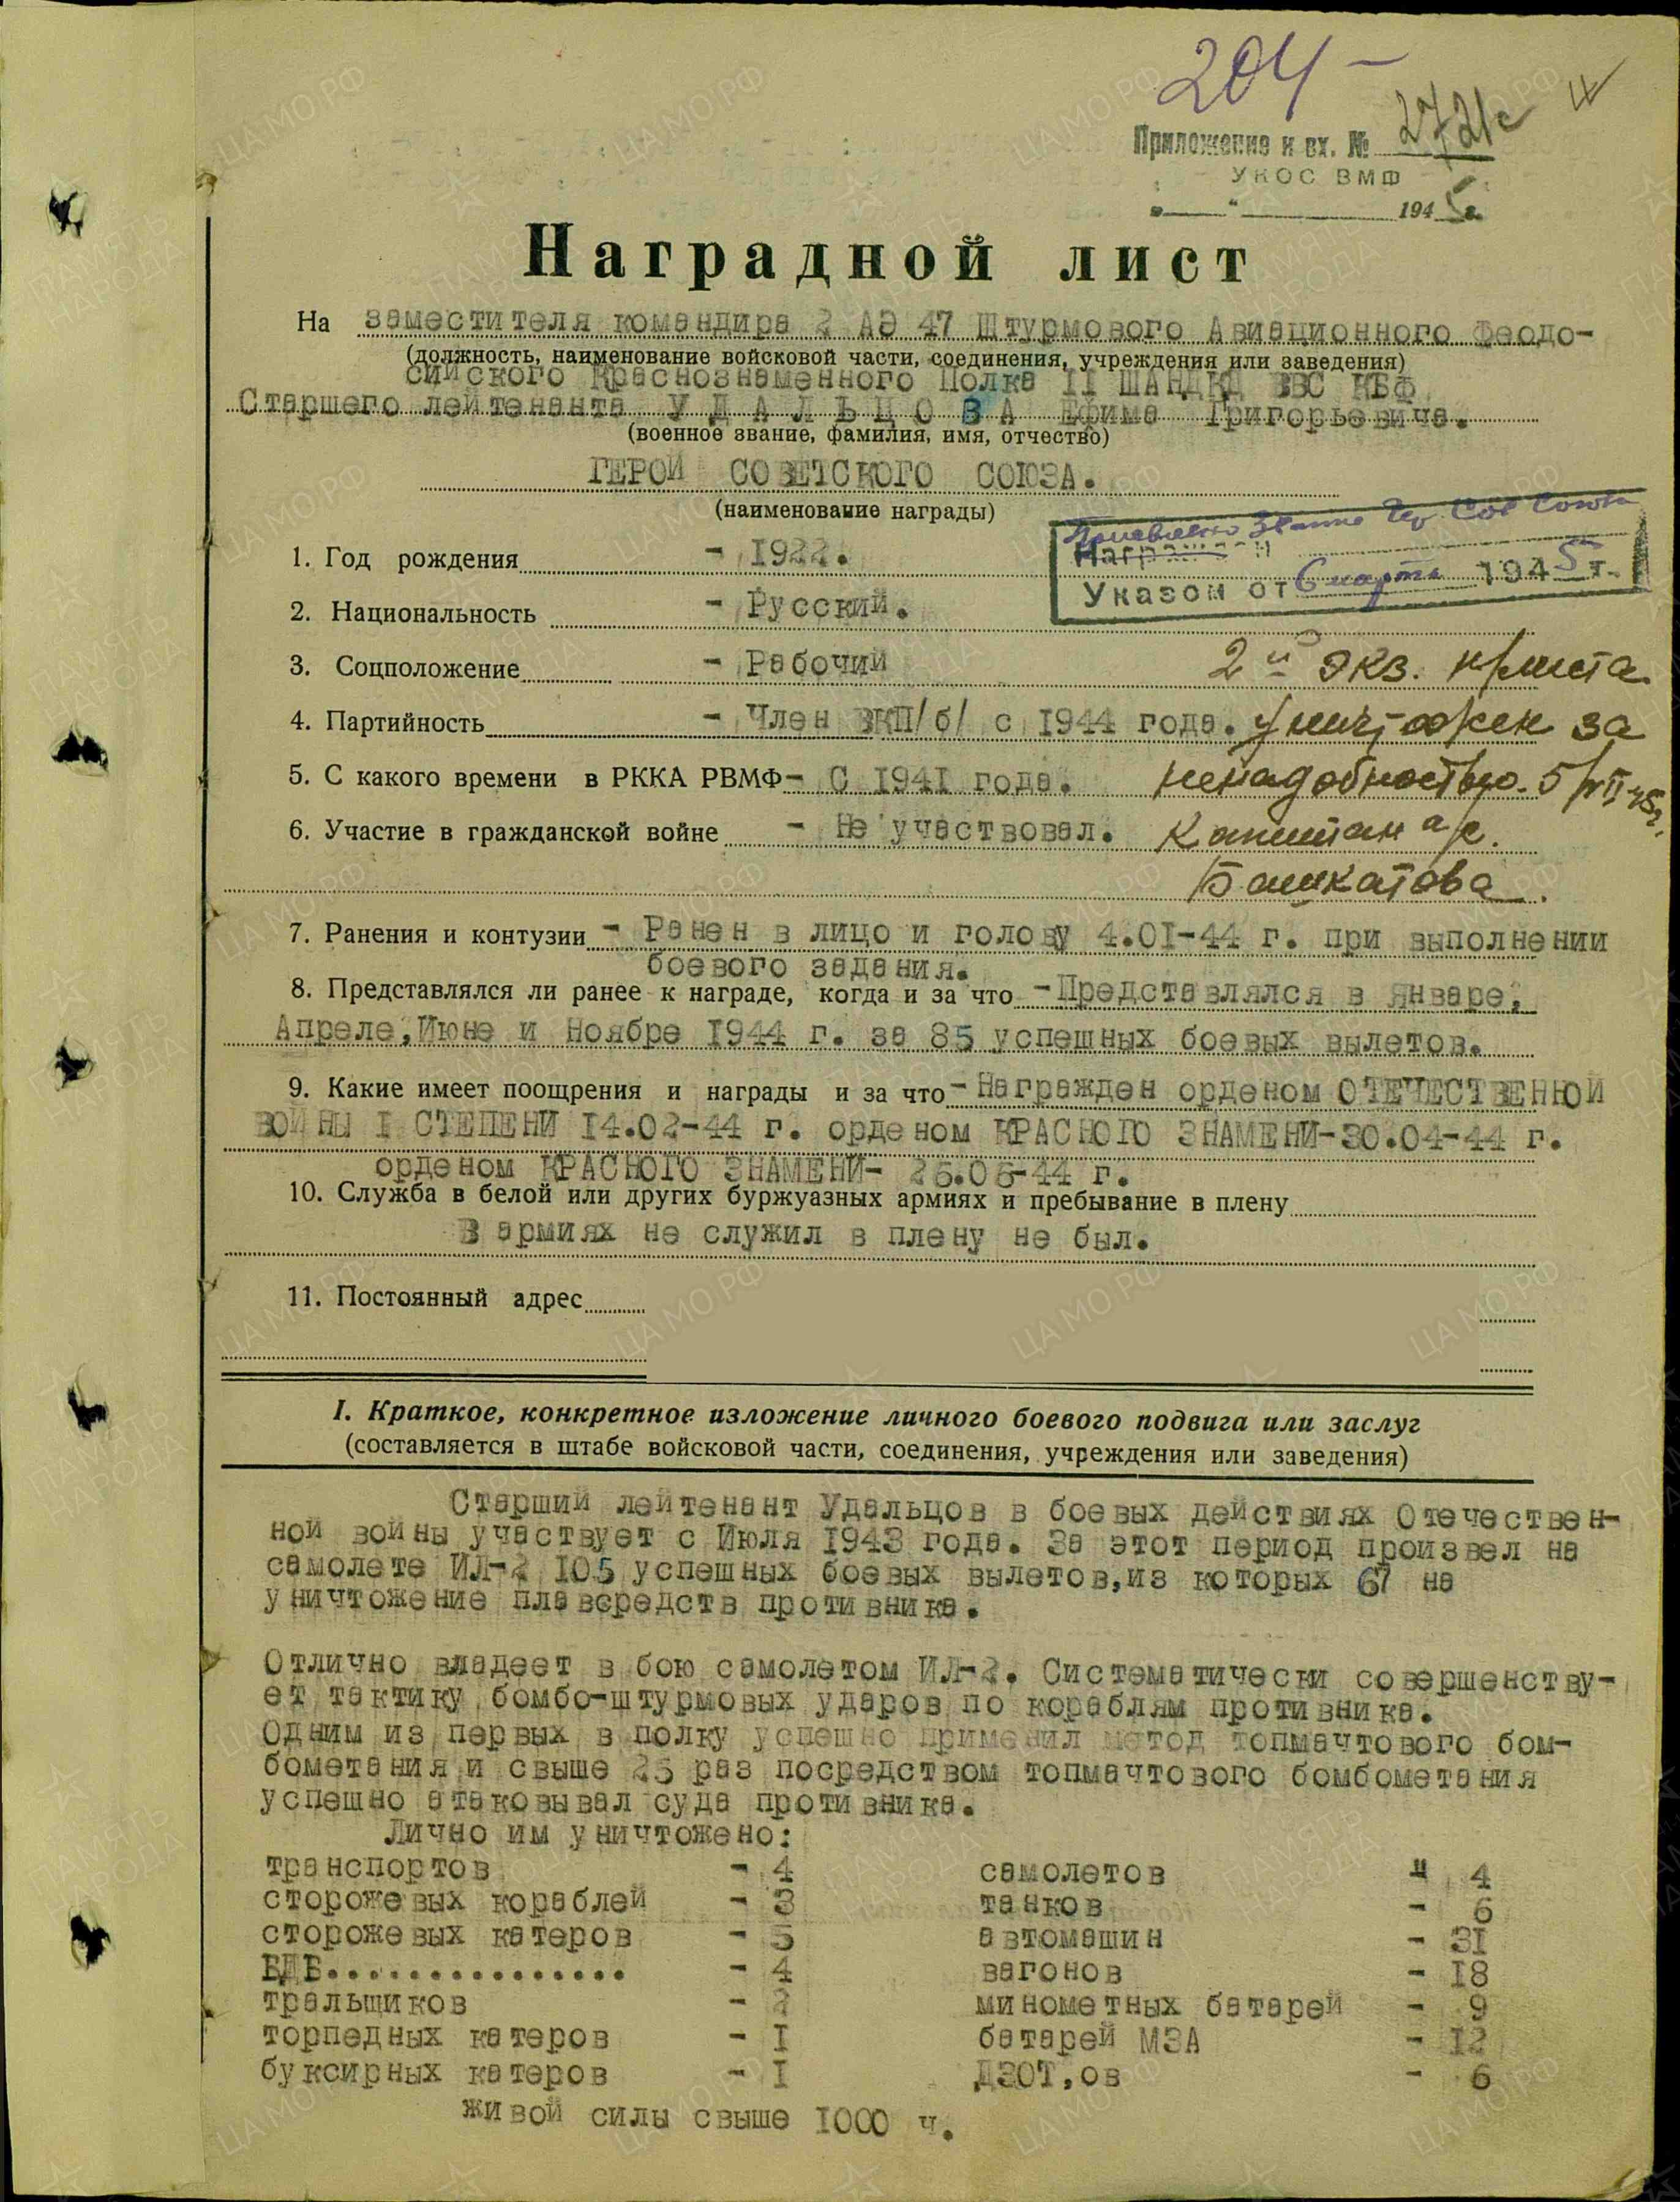 204 –
Приложение к вх. № 2721с
УКОС ВМФ
"___" ________ 1945 г.
Наградной лист
На заместителя командира 2 АЭ 47 Штурмового Авиационного Феодо-
(должность, наименование войсковой части, соединения, учреждения или заведения)
сийского Краснознаменного Полка II ШАНДКД ВВС КБФ
Старшего лейтенанта УДАЛЬЦОВА Ефима Григорьевича.
(военное звание, фамилия, имя, отчество)
ГЕРОЙ СОВЕТСКОГО СОЮЗА.
(наименование награды)
Присвоено звание Гер Сов Союза
Награжден
Указом от 6 марта 1945 г.
1. Год рождения - 1922.
2. Национальность - Русский.
3. Соцположение - Рабочий
2й экз. н/листа
4. Партийность - Член ВКП/б/ с 1944 года.
уничтожен за
5. С какого времени в РККА РВМФ - С 1941 года.
ненадобностью. 5/VII-45г.
6. Участие в гражданской войне - Не участвовал.
Капитан а/с.
Башкатова
7. Ранения и контузии - Ранен в лицо и голову 4.01-44 г. при выполнении
боевого задания.
8. Представлялся ли ранее к награде, когда и за что - Представлялся в январе,
Апреле, Июне и Ноябре 1944 г. за 85 успешных боевых вылетов.
9. Какие имеет поощрения и награды и за что - Награжден орденом ОТЕЧЕСТВЕННОЙ
ВОЙНЫ I СТЕПЕНИ 14.02-44 г. орденом КРАСНОГО ЗНАМЕНИ-30.04-44 г.
орденом КРАСНОГО ЗНАМЕНИ- 26.06-44 г.
10. Служба в белой или других буржуазных армиях и пребывание в плену
В армиях не служил в плену не был.
11. Постоянный адрес
I. Краткое, конкретное изложение личного боевого подвига или заслуг
(составляется в штабе войсковой части, соединения, учреждения или заведения)
Старший лейтенант Удальцов в боевых действиях Отечествен-
ной войны участвует с Июля 1943 года. За этот период произвел на
самолете ИЛ-2 105 успешных боевых вылетов, из которых 67 на
уничтожение плавсредств противника.
Отлично владеет в бою самолетом ИЛ-2. Систематически совершенству-
ет тактику бомбо-штурмовых ударов по кораблям противника.
Одним из первых в полку успешно применил метод топмачтового бом-
бометания и свыше 25 раз посредством топмачтового бомбометания
успешно атаковывал суда противника.
Лично им уничтожено:
транспортов - 4 самолетов " 4
сторожевых кораблей - 3 танков - 6
сторожевых катеров - 5 автомашин - 31
БДБ............... - 4 вагонов - 18
тральщиков - 2 минометных батарей - 9
торпедных катеров - I батарей МЗА - 12
буксирных катеров - I ДЗОТ,ов - 6
живой силы свыше 1000 ч.